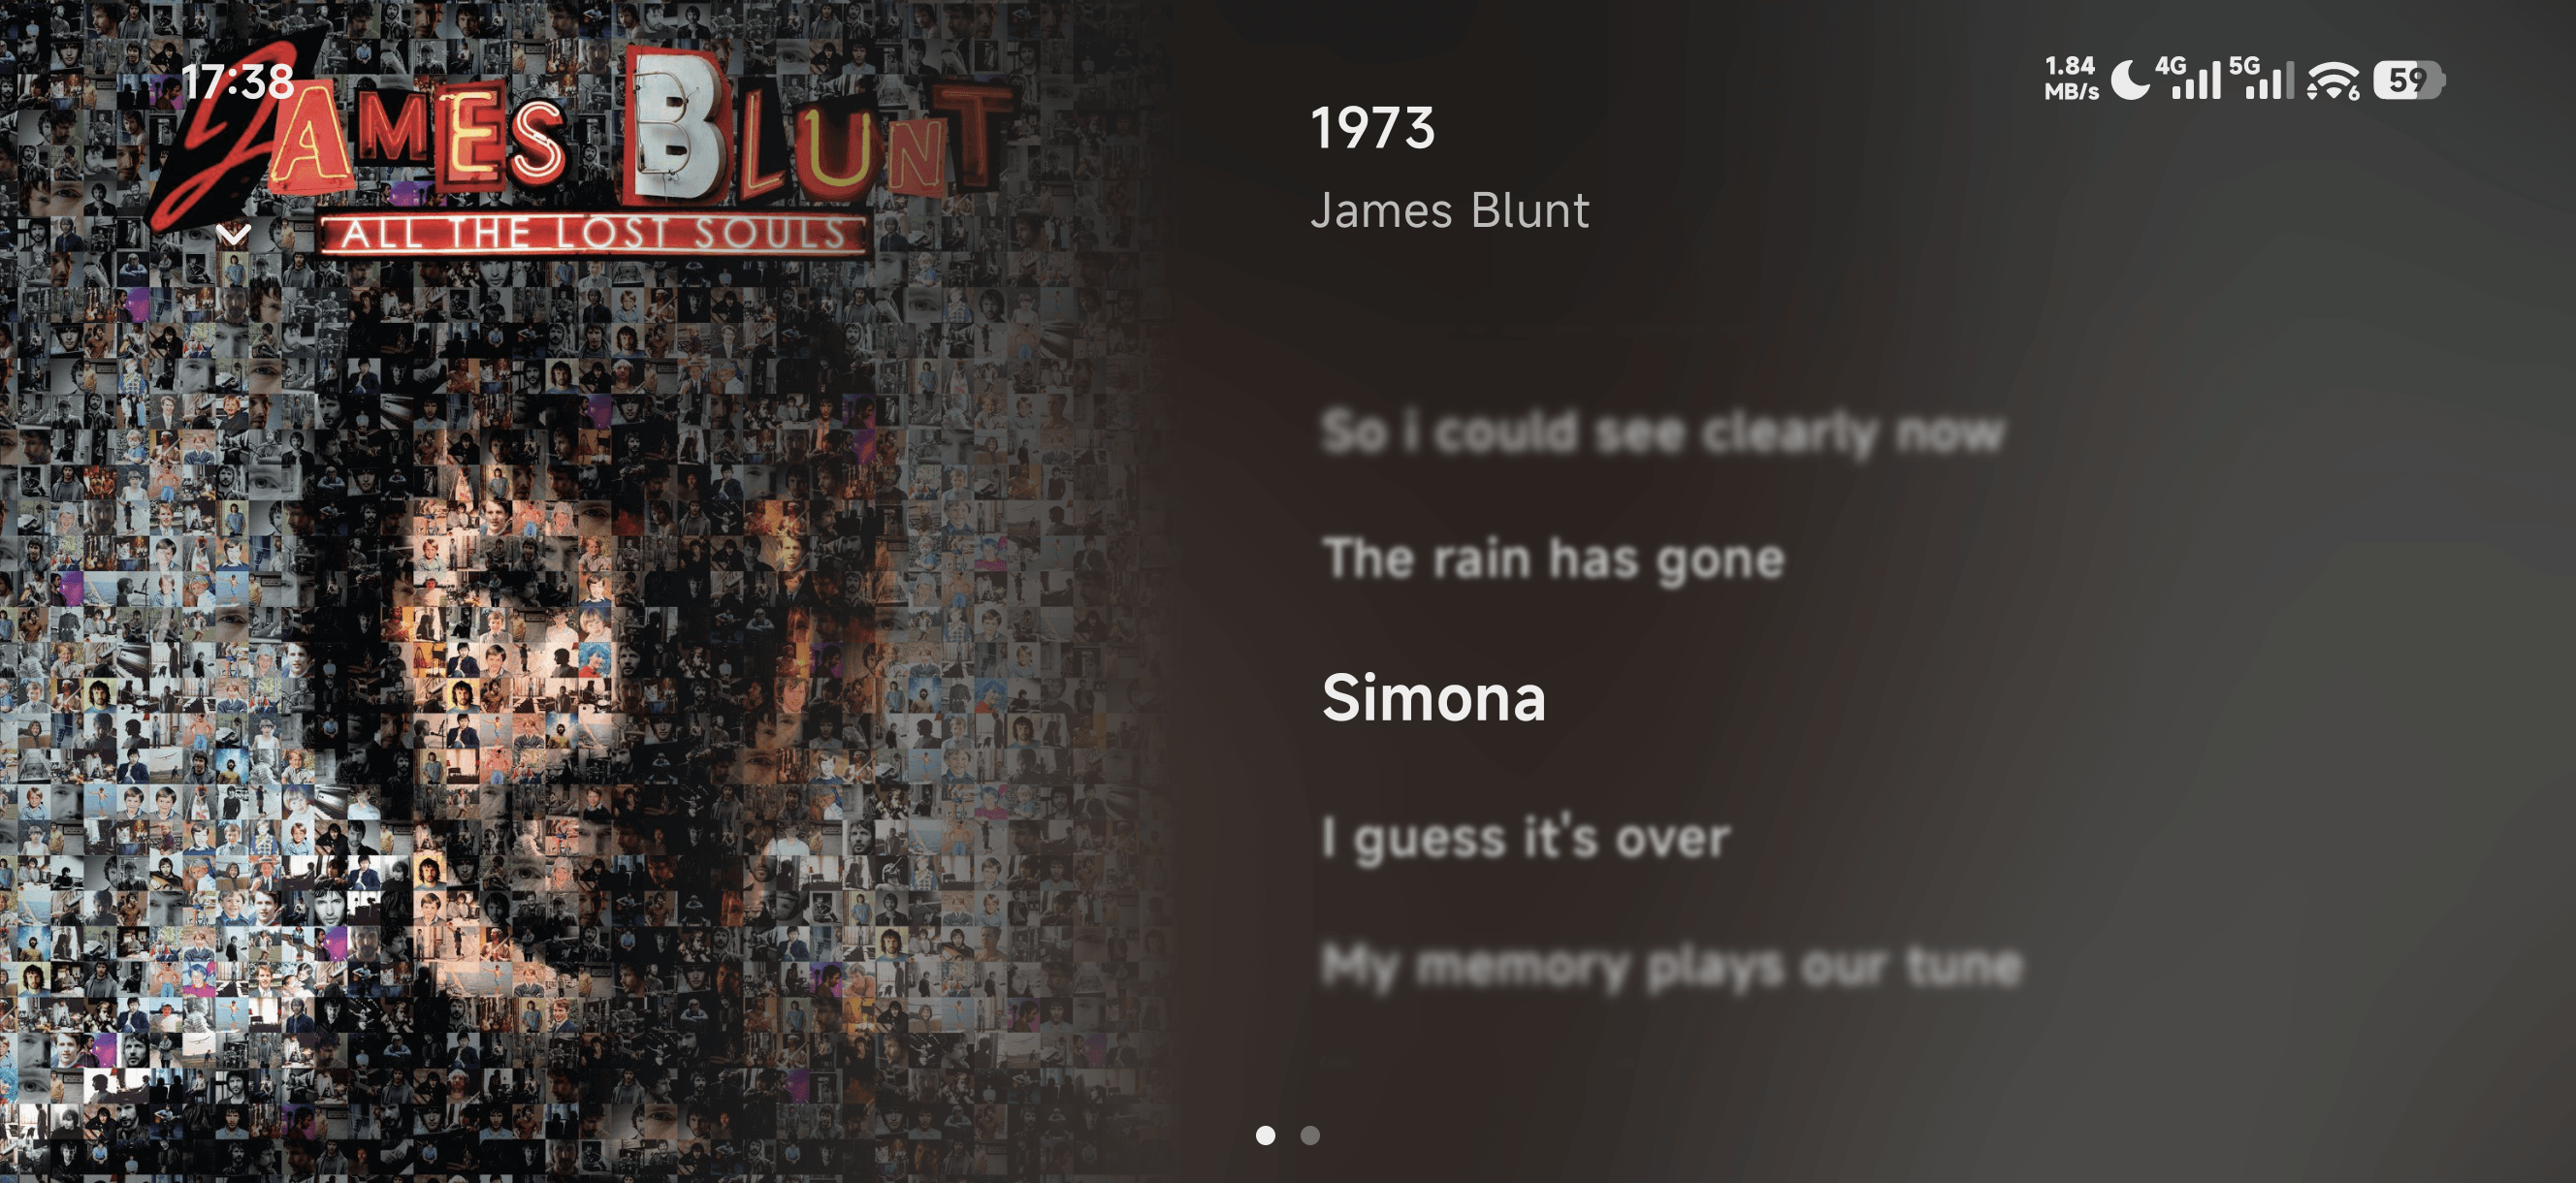 17:38
JAMES BLUNT
ALL THE LOST SOULS
1.84 MB/s 4G 5G 6 59
1973
James Blunt
So i could see clearly now
The rain has gone
Simona
I guess it's over
My memory plays our tune